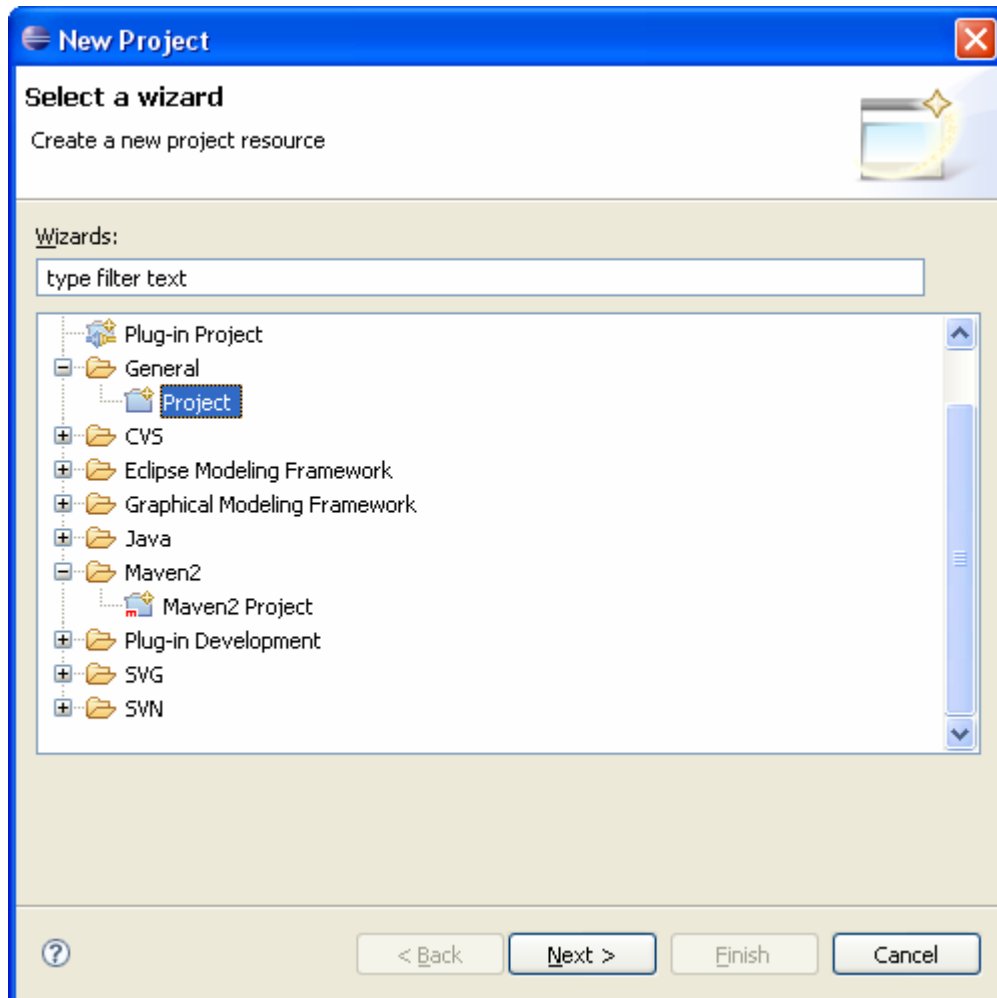 New Project
Select a wizard
Create a new project resource
Wizards:
type filter text
Plug-in Project
General
Project
CVS
Eclipse Modeling Framework
Graphical Modeling Framework
Java
Maven2
Maven2 Project
Plug-in Development
SVG
SVN
< Back Next > Finish Cancel